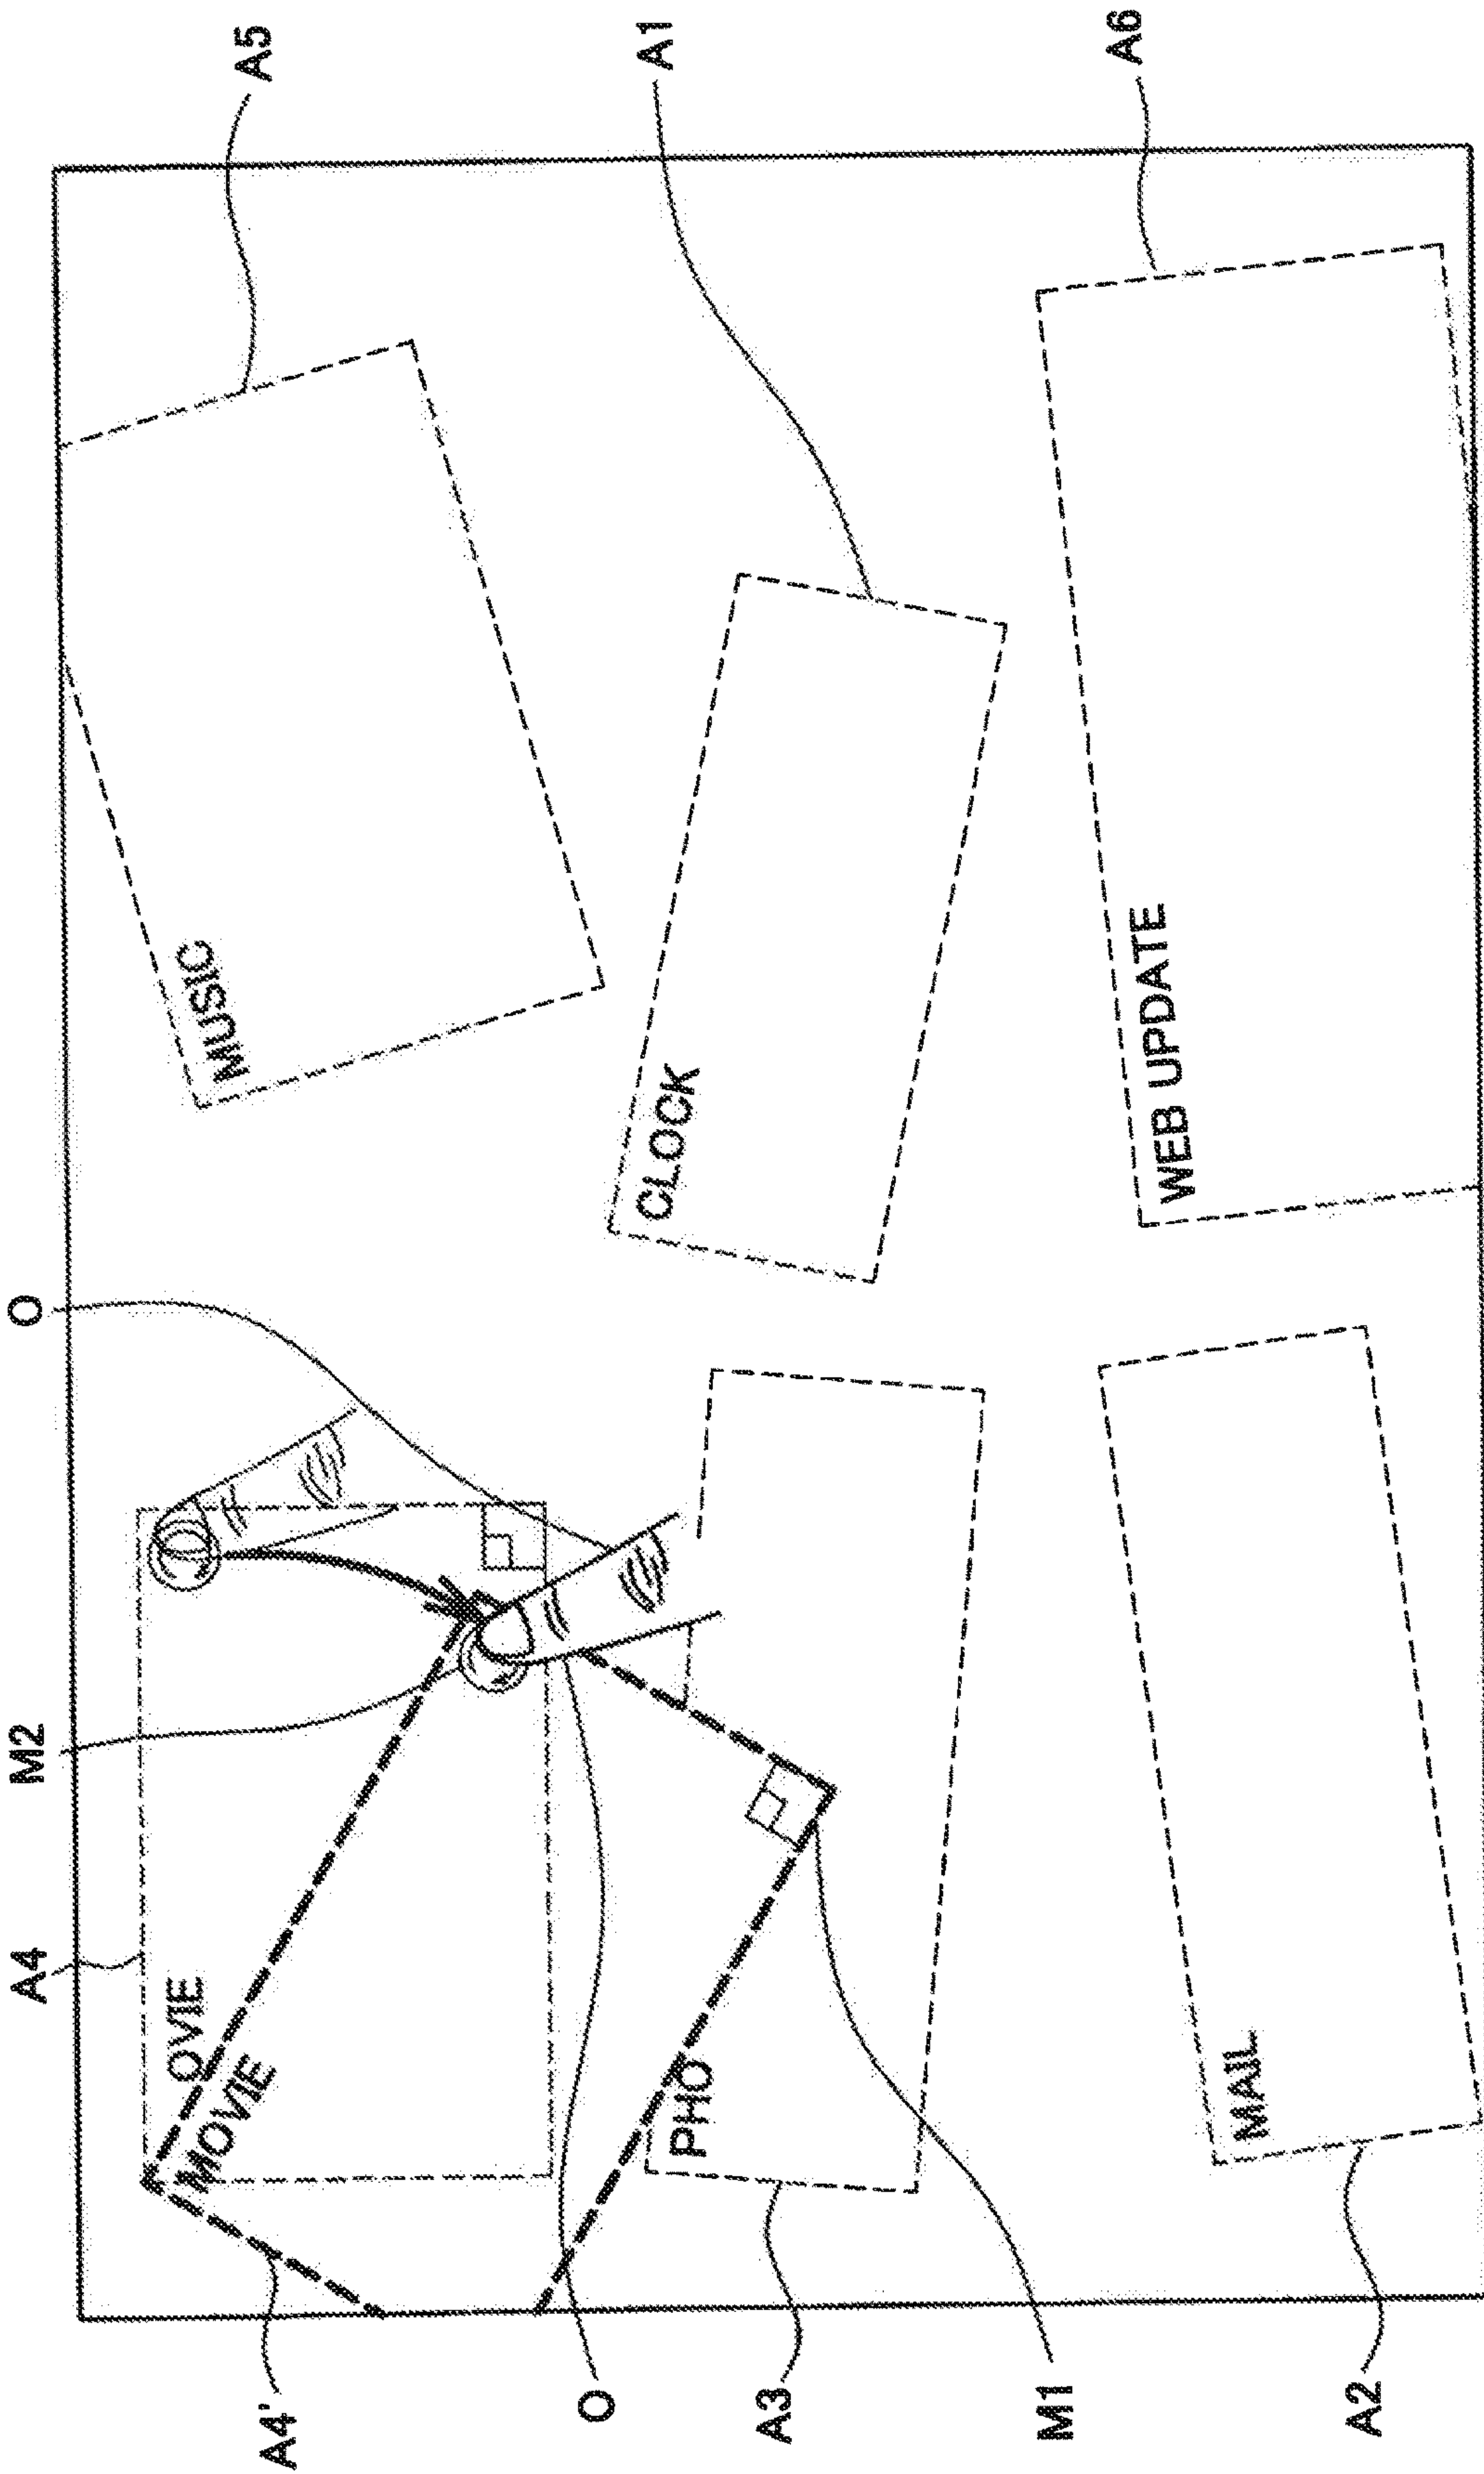 A4
M2
O
A5
OVIE
MOVIE
MUSIC
A4'
O
A1
CLOCK
PHO
A3
M1
A6
WEB UPDATE
MAIL
A2